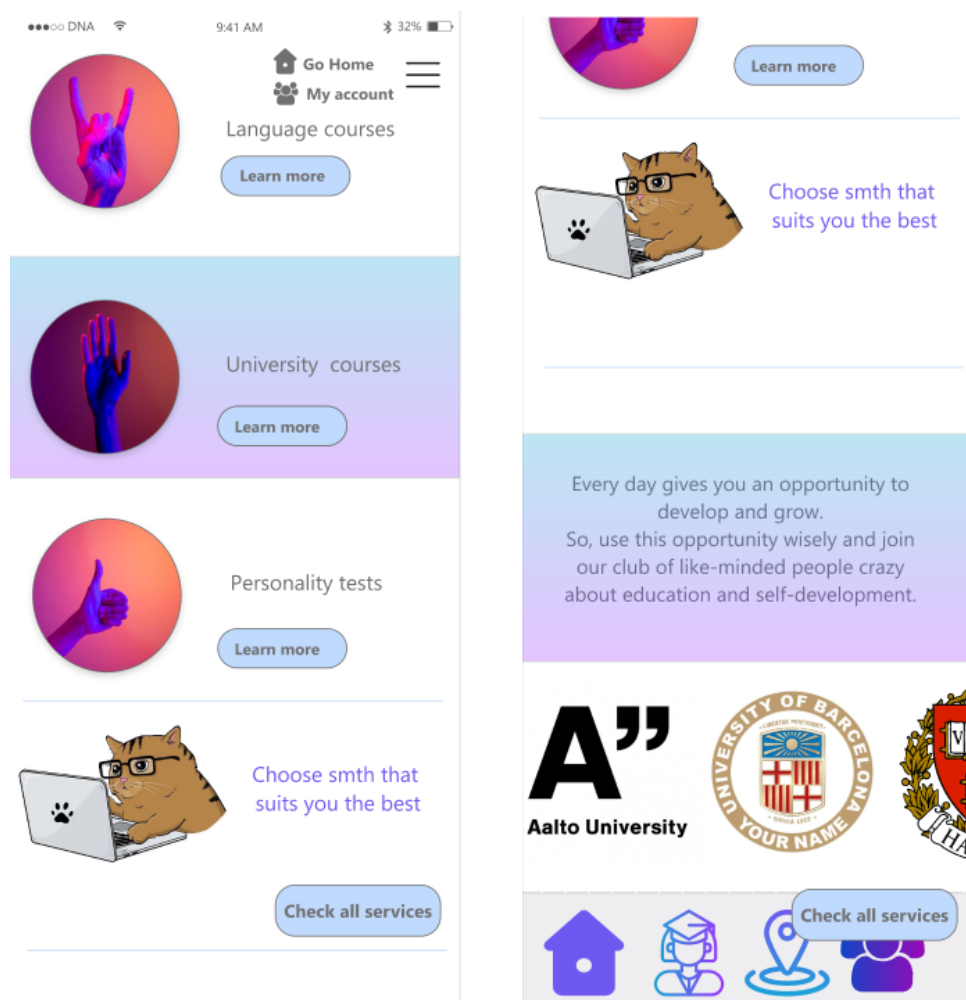 DNA
9:41 AM
32%
Go Home
My account
Language courses
Learn more
University courses
Learn more
Personality tests
Learn more
Choose smth that
suits you the best
Check all services
Learn more
Choose smth that
suits you the best
Every day gives you an opportunity to
develop and grow.
So, use this opportunity wisely and join
our club of like-minded people crazy
about education and self-development.
A”
Aalto University
UNIVERSITY OF BARCELONA
YOUR NAME
V
HA
Check all services